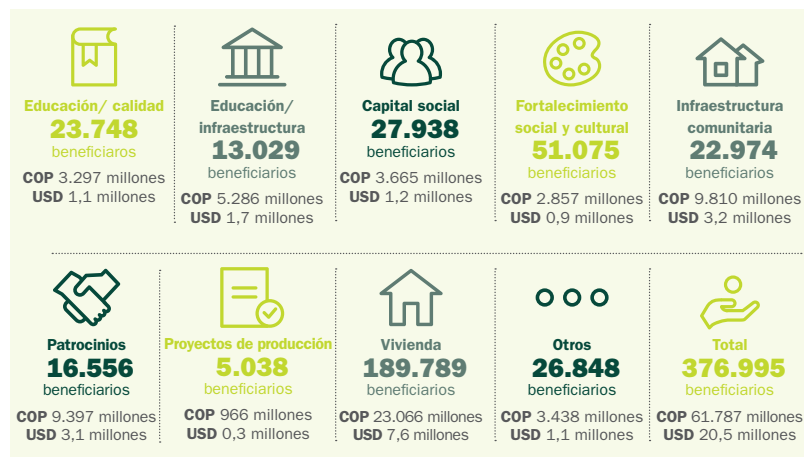 Educación/ calidad
23.748
beneficiaros
COP 3.297 millones
USD 1,1 millones
Educación/
infraestructura
13.029
beneficiarios
COP 5.286 millones
USD 1,7 millones
Capital social
27.938
beneficiarios
COP 3.665 millones
USD 1,2 millones
Fortalecimiento
social y cultural
51.075
beneficiarios
COP 2.857 millones
USD 0,9 millones
Infraestructura
comunitaria
22.974
beneficiarios
COP 9.810 millones
USD 3,2 millones
Patrocinios
16.556
beneficiarios
COP 9.397 millones
USD 3,1 millones
Proyectos de producción
5.038
beneficiarios
COP 966 millones
USD 0,3 millones
Vivienda
189.789
beneficiarios
COP 23.066 millones
USD 7,6 millones
Otros
26.848
beneficiarios
COP 3.438 millones
USD 1,1 millones
Total
376.995
beneficiarios
COP 61.787 millones
USD 20,5 millones